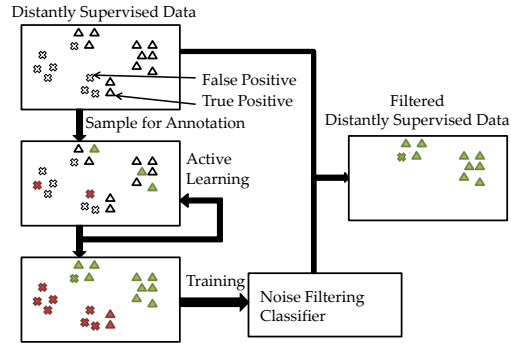 Distantly Supervised Data
False Positive
True Positive
Sample for Annotation
Filtered
Distantly Supervised Data
Active
Learning
Training
Noise Filtering
Classifier